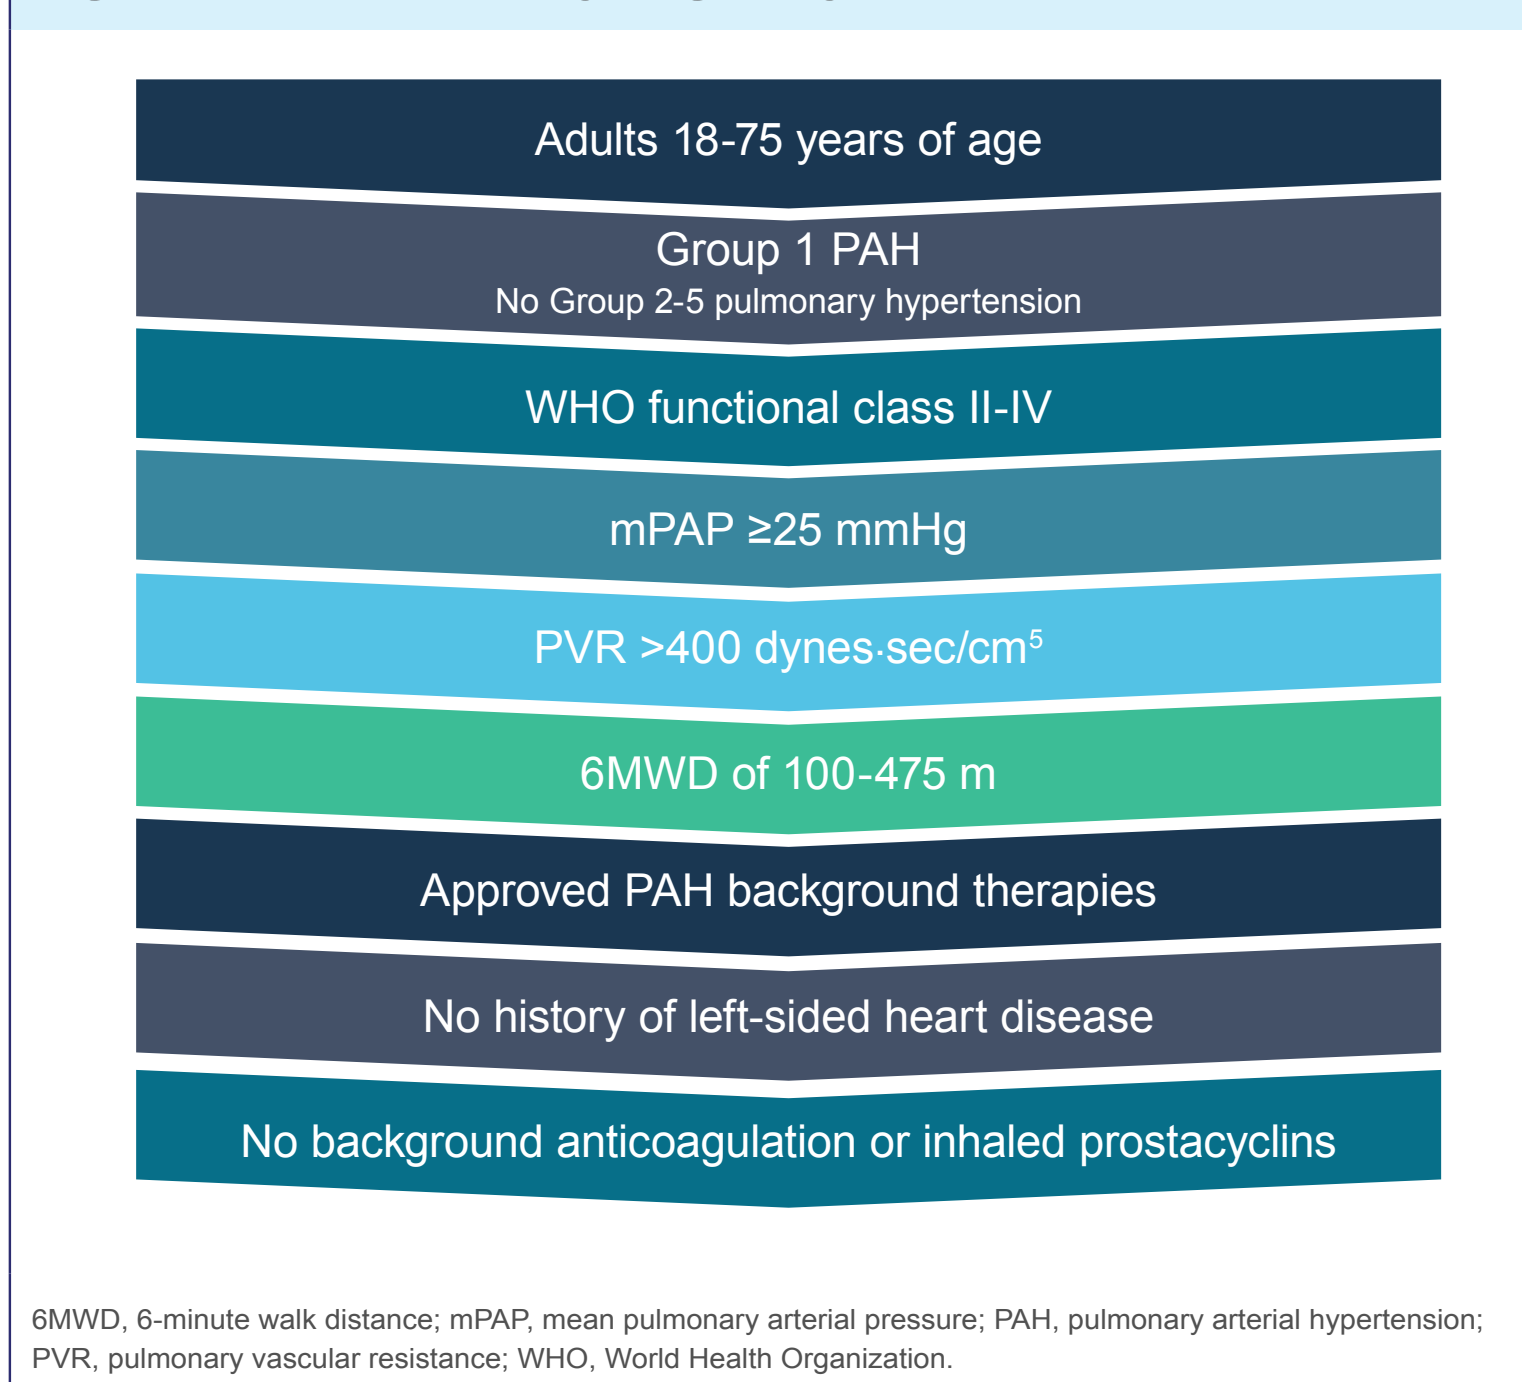 Adults 18-75 years of age
Group 1 PAH
No Group 2-5 pulmonary hypertension
WHO functional class II-IV
mPAP ≥25 mmHg
PVR >400 dynes·sec/cm⁵
6MWD of 100-475 m
Approved PAH background therapies
No history of left-sided heart disease
No background anticoagulation or inhaled prostacyclins
6MWD, 6-minute walk distance; mPAP, mean pulmonary arterial pressure; PAH, pulmonary arterial hypertension;
PVR, pulmonary vascular resistance; WHO, World Health Organization.